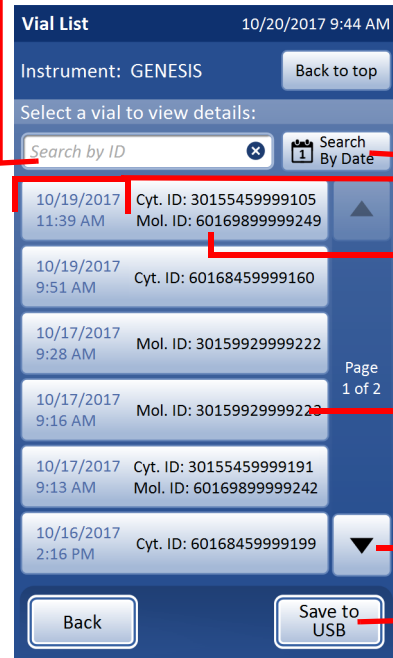 Vial List 10/20/2017 9:44 AM
Instrument: GENESIS Back to top
Select a vial to view details:
Search by ID 1 Search
By Date
10/19/2017 Cyt. ID: 30155459999105
11:39 AM Mol. ID: 60169899999249
10/19/2017
9:51 AM Cyt. ID: 60168459999160
10/17/2017
9:28 AM Mol. ID: 30159929999222
Page
1 of 2
10/17/2017
9:16 AM Mol. ID: 30159929999223
10/17/2017 Cyt. ID: 30155459999191
9:13 AM Mol. ID: 60169899999242
10/16/2017
2:16 PM Cyt. ID: 60168459999199
Back Save to
USB